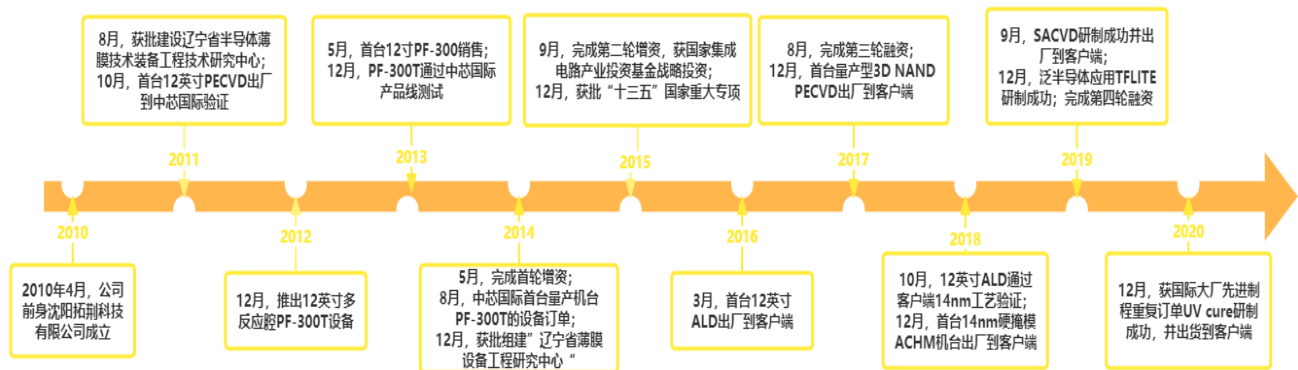 8月，获批建设辽宁省半导体薄
膜技术装备工程技术研究中心；
10月，首台12英寸PECVD出厂
到中芯国际验证
5月，首台12寸PF-300销售；
12月，PF-300T通过中芯国际
产品线测试
9月，完成第二轮增资，获国家集成
电路产业投资基金战略投资；
12月，获批“十三五”国家重大专项
8月，完成第三轮融资；
12月，首台量产型3D NAND
PECVD出厂到客户端
9月，SACVD研制成功井出
厂到客户端；
12月，泛半导体应用TFLITE
研制成功；完成第四轮融资
2011
2013
2015
2017
2019
2010
2012
2014
2016
2018
2020
2010年4月，公司
前身沈阳拓荆科技
有限公司成立
12月，推出12英寸多
反应腔PF-300T设备
5月，完成首轮增资；
8月，中芯国际首台量产机台
PF-300T的设备订单；
12月，获批组建”辽宁省薄膜
设备工程研究中心“
3月，首台12英寸
ALD出厂到客户端
10月，12英寸ALD通过
客户端14nm工艺验证；
12月，首台14nm硬掩模
ACHM机台出厂到客户端
12月，获国际大厂先进制
程重复订单UV cure研制
成功，井出货到客户端